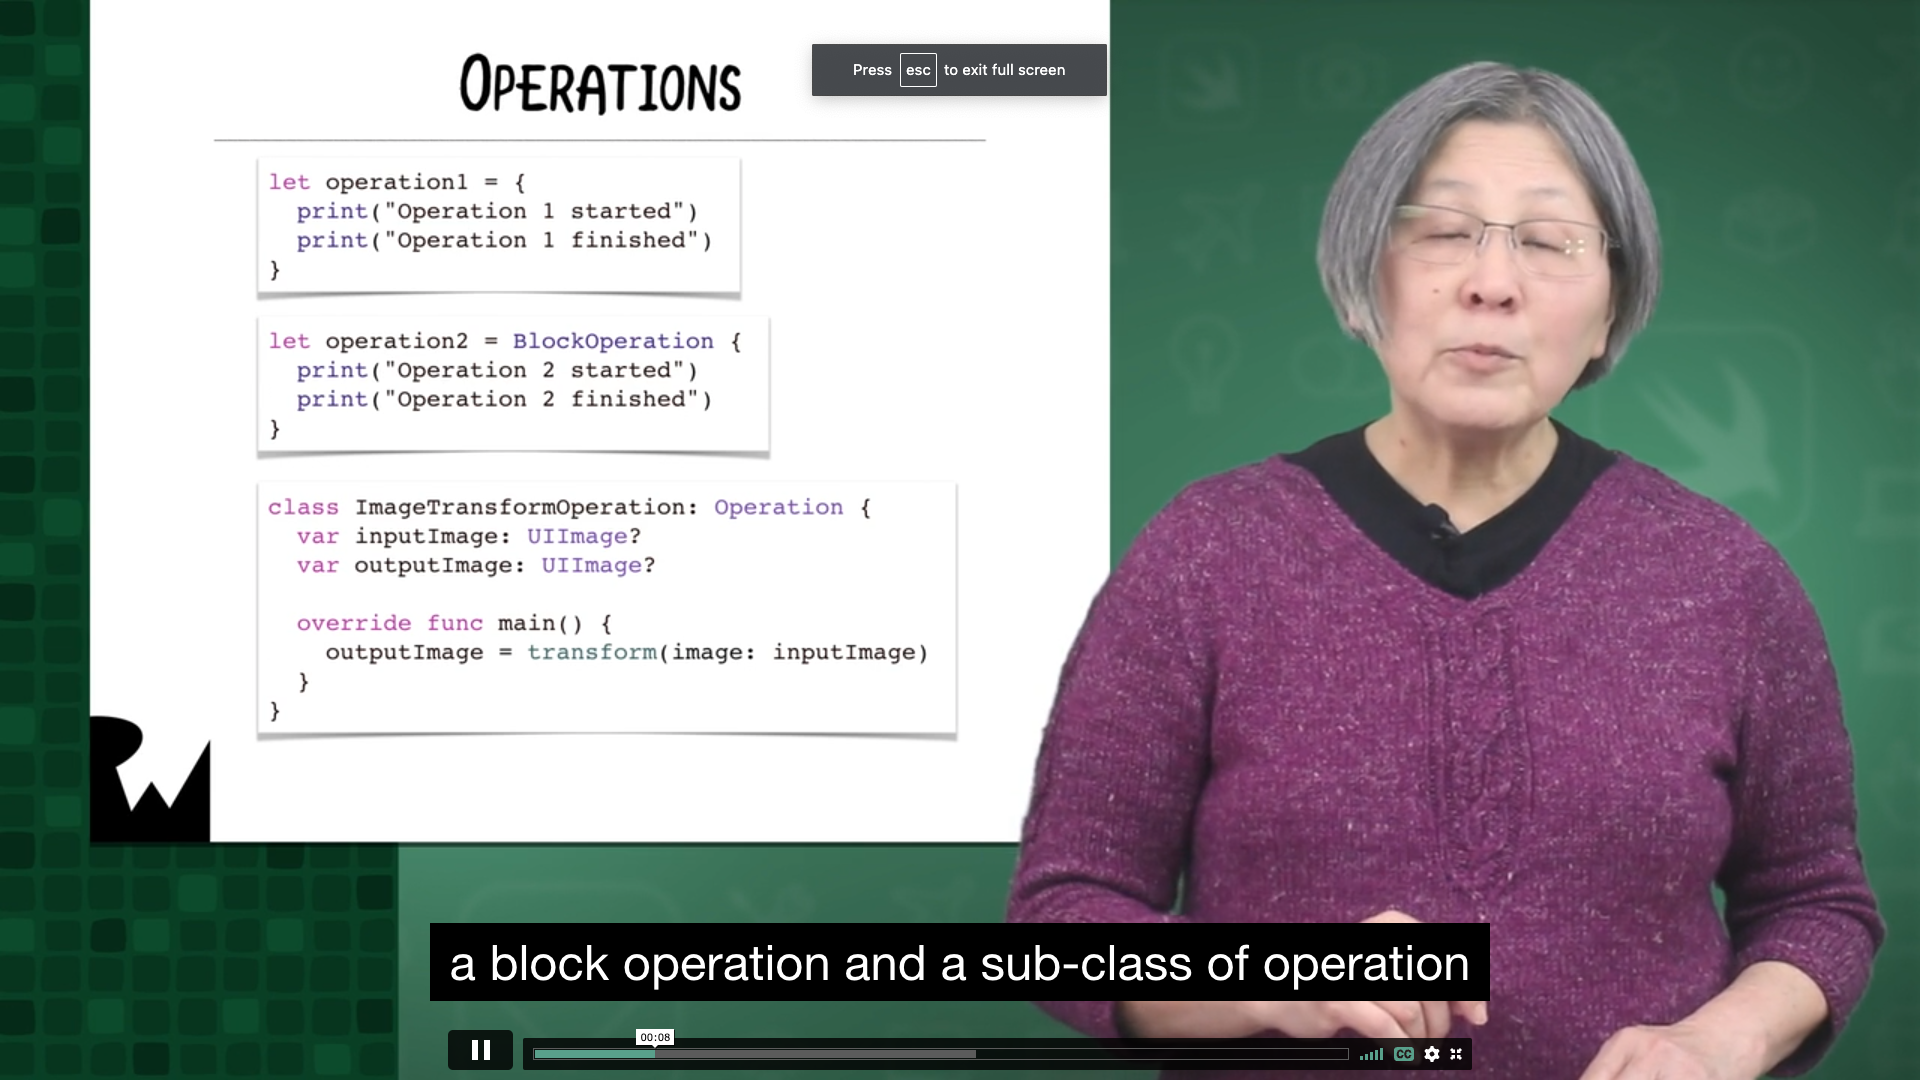 OPERATIONS
Press esc to exit full screen
let operation1 = {
print("Operation 1 started")
print("Operation 1 finished")
}
let operation2 = BlockOperation {
print("Operation 2 started")
print("Operation 2 finished")
}
class ImageTransformOperation: Operation {
var inputImage: UIImage?
var outputImage: UIImage?
override func main() {
outputImage = transform(image: inputImage)
}
}
RW
a block operation and a sub-class of operation
00:08
CC